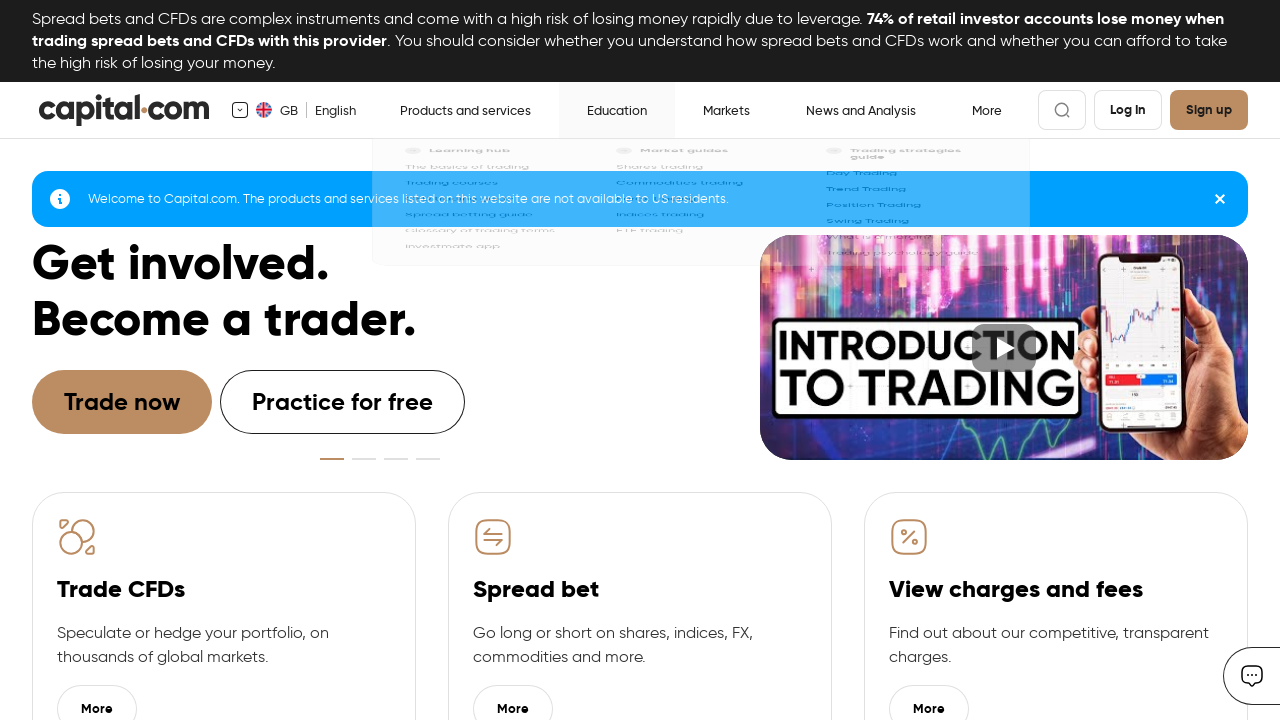 Spread bets and CFDs are complex instruments and come with a high risk of losing money rapidly due to leverage. 74% of retail investor accounts lose money when
trading spread bets and CFDs with this provider. You should consider whether you understand how spread bets and CFDs work and whether you can afford to take
the high risk of losing your money.
capital.com
GB English
Products and services
Education
Markets
News and Analysis
More
Log In
Sign up
Learning hub
Market guides
Trading strategies
guide
The basics of trading
Shares trading
Day Trading
Trading courses
Commodities trading
Trend Trading
Welcome to Capital.com. The products and services listed on this website are not available to US residents.
Position Trading
Spread betting guide
Indices trading
Swing Trading
Glossary of trading terms
ETF trading
What is a margin
Investmate app
Trading psychology guide
Get involved.
Become a trader.
Trade now
Practice for free
INTRODUCTION
TO TRADING
Trade CFDs
Speculate or hedge your portfolio, on
thousands of global markets.
More
Spread bet
Go long or short on shares, indices, FX,
commodities and more.
More
View charges and fees
Find out about our competitive, transparent
charges.
More